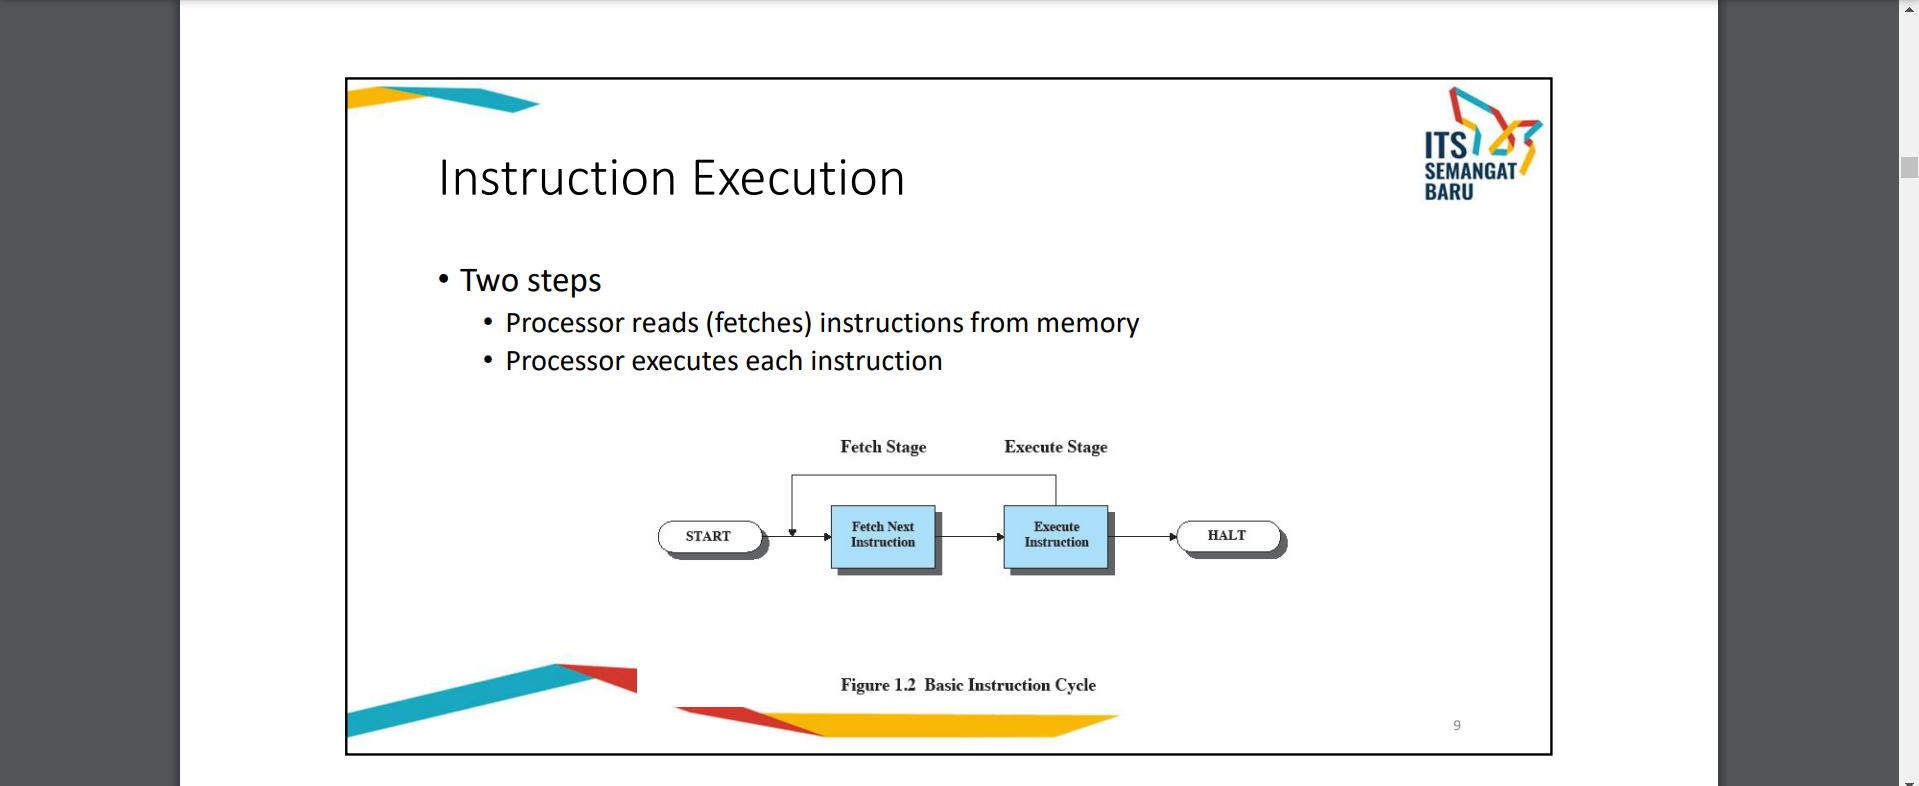 ITS
SEMANGAT
BARU
Instruction Execution
• Two steps
• Processor reads (fetches) instructions from memory
• Processor executes each instruction
Fetch Stage Execute Stage
START
Fetch Next
Instruction
Execute
Instruction
HALT
Figure 1.2 Basic Instruction Cycle
9